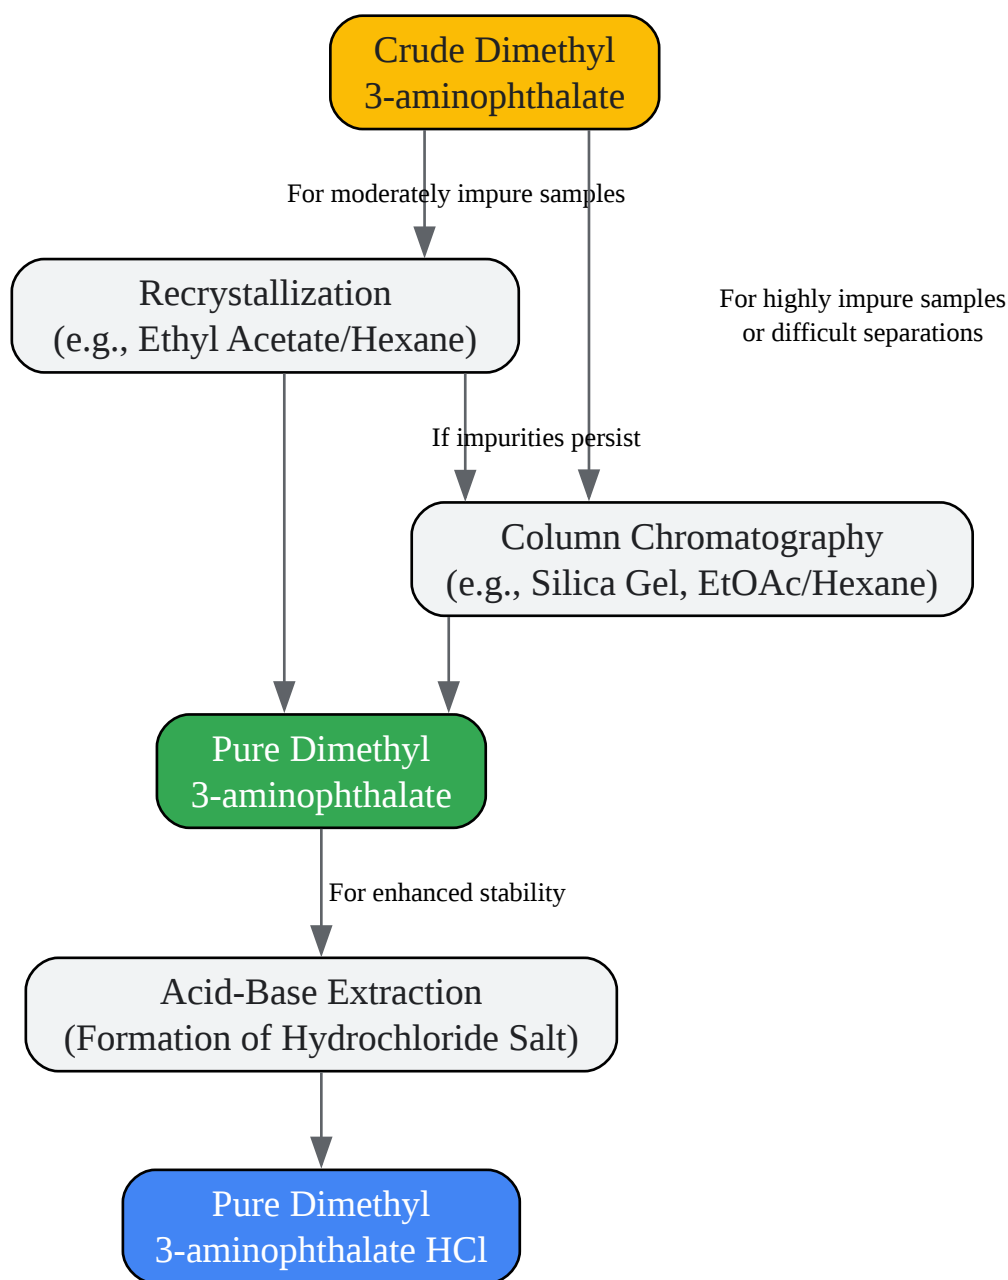 Crude Dimethyl
3-aminophthalate
For moderately impure samples
Recrystallization
(e.g., Ethyl Acetate/Hexane)
For highly impure samples
or difficult separations
If impurities persist
Column Chromatography
(e.g., Silica Gel, EtOAc/Hexane)
Pure Dimethyl
3-aminophthalate
For enhanced stability
Acid-Base Extraction
(Formation of Hydrochloride Salt)
Pure Dimethyl
3-aminophthalate HCl